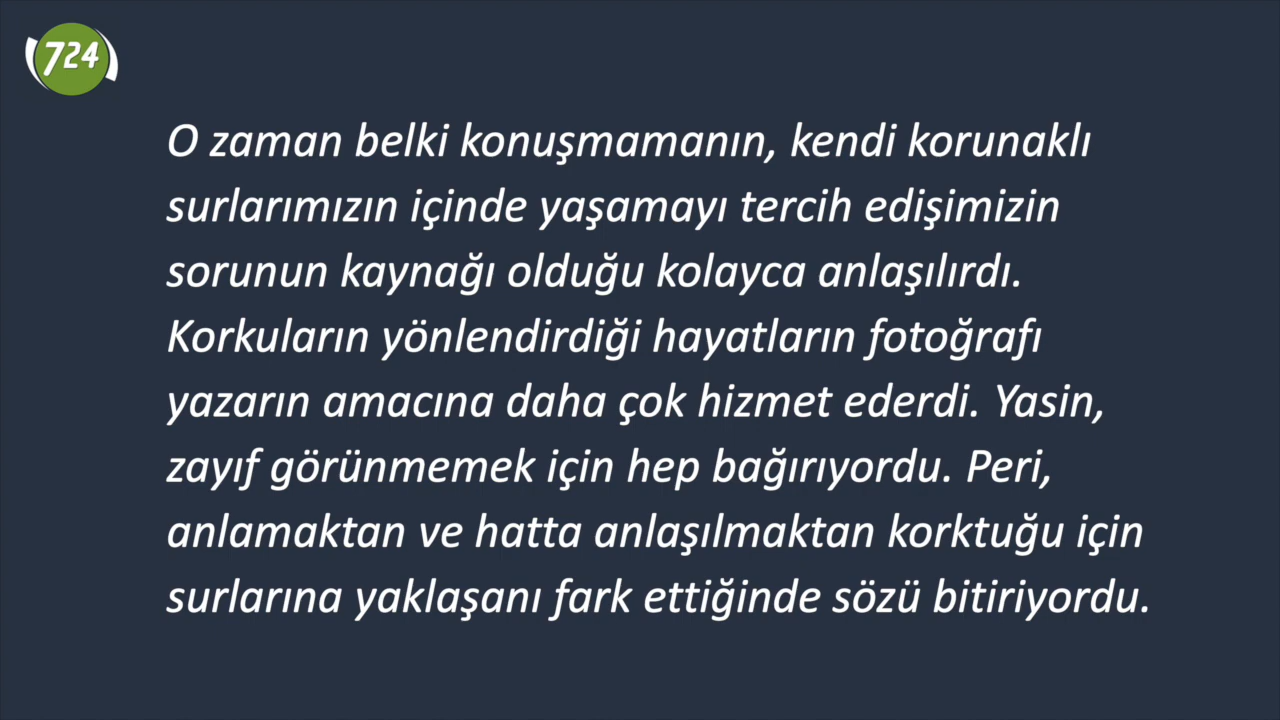 724
O zaman belki konuşmamanın, kendi korunaklı
surlarımızın içinde yaşamayı tercih edişimizin
sorunun kaynağı olduğu kolayca anlaşılırdı.
Korkuların yönlendirdiği hayatların fotoğrafı
yazarın amacına daha çok hizmet ederdi. Yasin,
zayıf görünmemek için hep bağırıyordu. Peri,
anlamaktan ve hatta anlaşılmaktan korktuğu için
surlarına yaklaşanı fark ettiğinde sözü bitiriyordu.